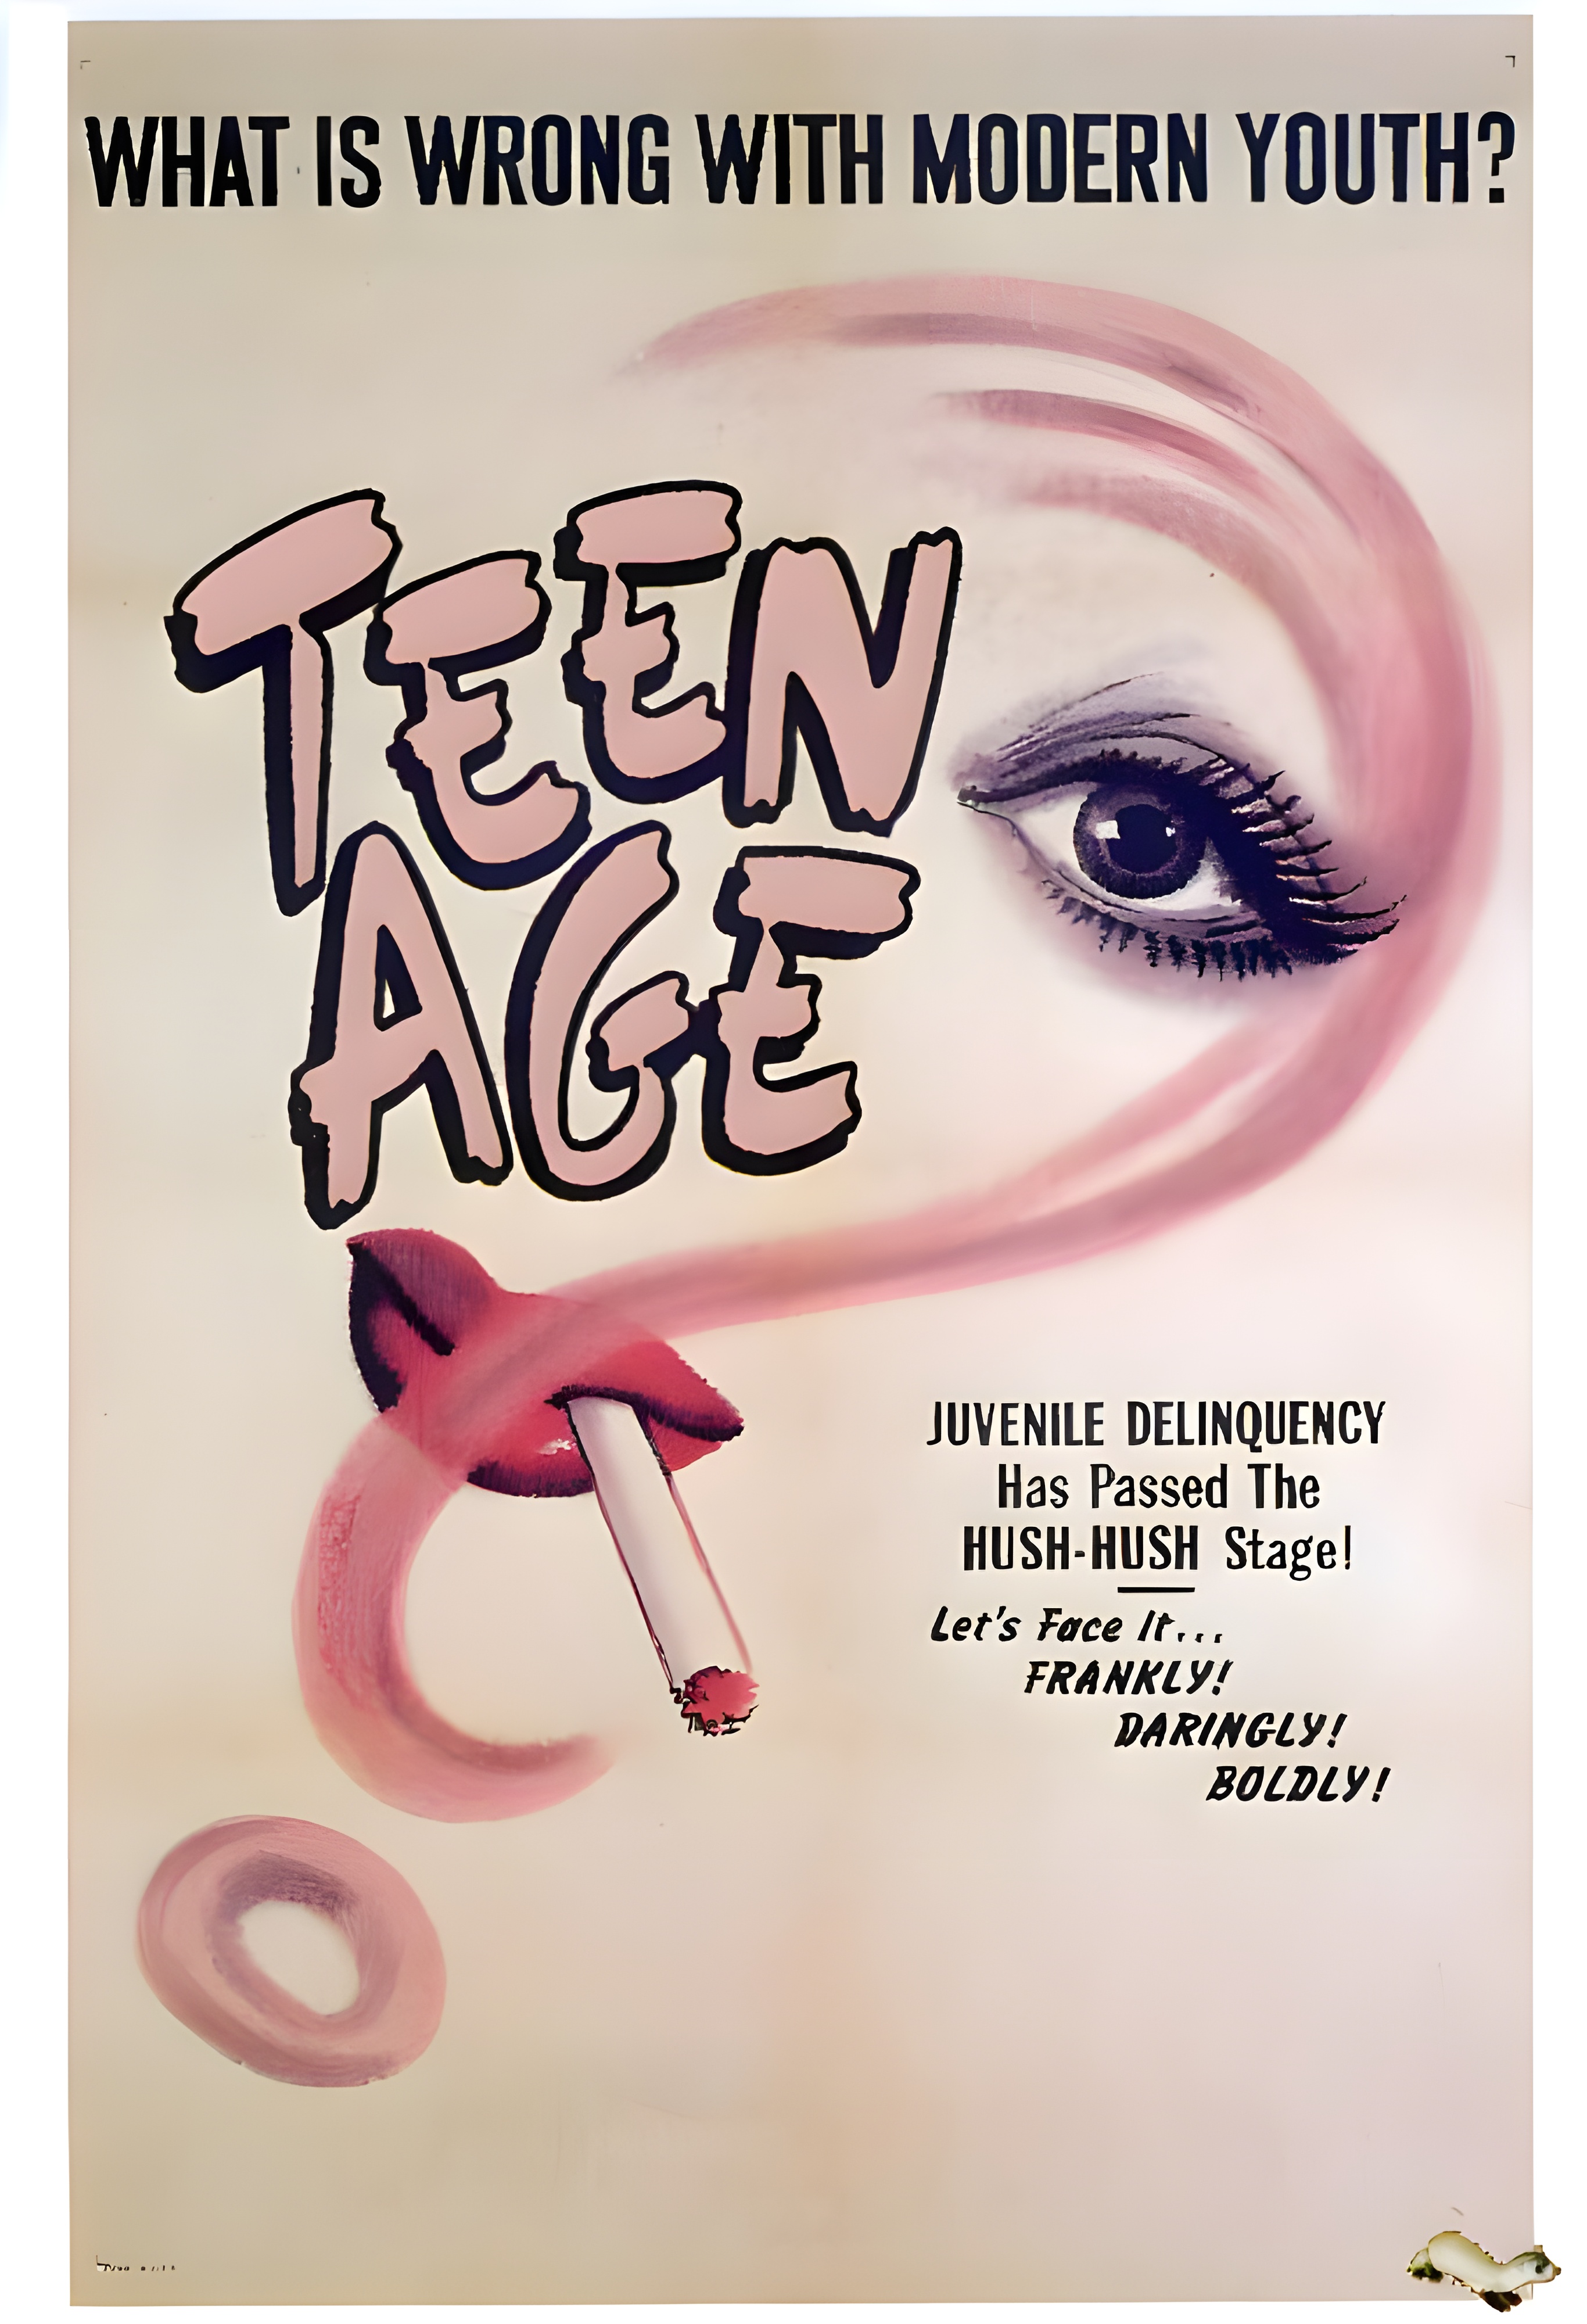 WHAT IS WRONG WITH MODERN YOUTH?
TEEN
AGE
JUVENILE DELINQUENCY
Has Passed The
HUSH-HUSH Stage!
Let's Face It...
FRANKLY!
DARINGLY!
BOLDLY!